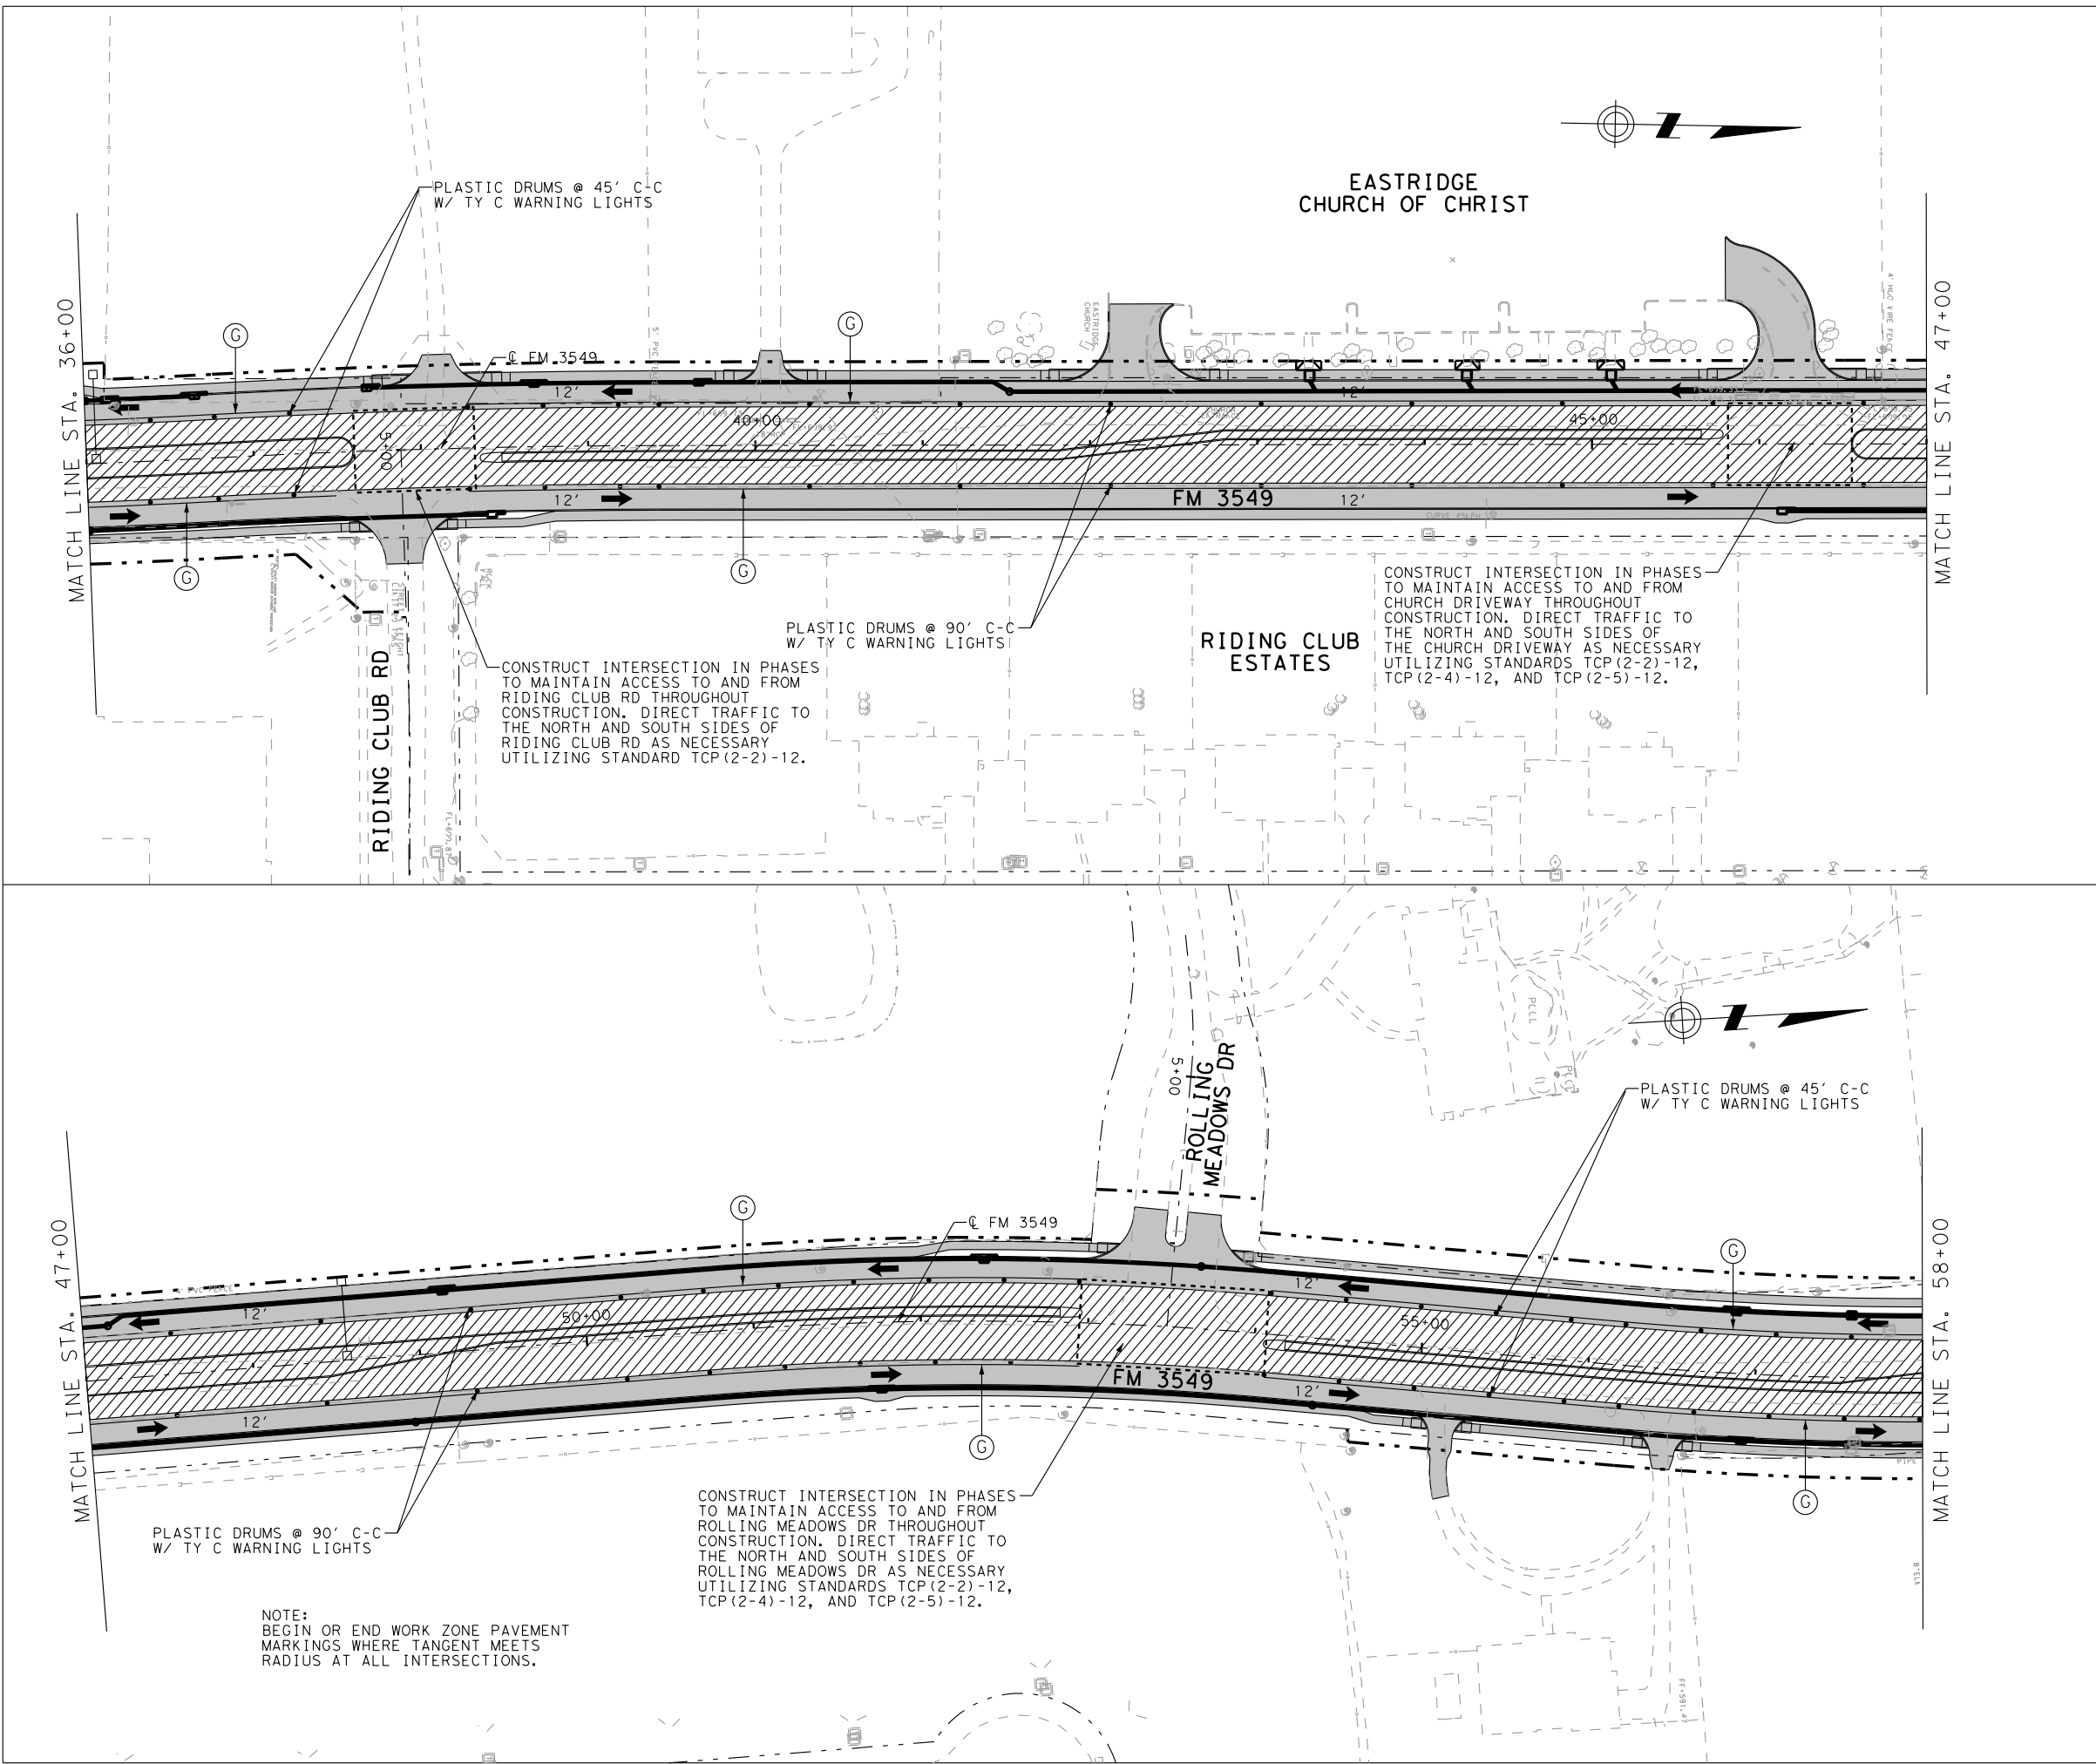 PLASTIC DRUMS @ 45' C-C
W/ TY C WARNING LIGHTS
EASTRIDGE
CHURCH OF CHRIST
MATCH LINE STA. 36+00
MATCH LINE STA. 47+00
G
G
℄ FM 3549
EASTRIDGE
CHURCH
12'
12'
5+00
40+00
45+00
12'
FM 3549
12'
G
G
PLASTIC DRUMS @ 90' C-C
W/ TY C WARNING LIGHTS
RIDING CLUB
ESTATES
CONSTRUCT INTERSECTION IN PHASES
TO MAINTAIN ACCESS TO AND FROM
CHURCH DRIVEWAY THROUGHOUT
CONSTRUCTION. DIRECT TRAFFIC TO
THE NORTH AND SOUTH SIDES OF
THE CHURCH DRIVEWAY AS NECESSARY
UTILIZING STANDARDS TCP(2-2)-12,
TCP(2-4)-12, AND TCP(2-5)-12.
CONSTRUCT INTERSECTION IN PHASES
TO MAINTAIN ACCESS TO AND FROM
RIDING CLUB RD THROUGHOUT
CONSTRUCTION. DIRECT TRAFFIC TO
THE NORTH AND SOUTH SIDES OF
RIDING CLUB RD AS NECESSARY
UTILIZING STANDARD TCP(2-2)-12.
RIDING CLUB RD
ROLLING
MEADOWS DR
5+00
PLASTIC DRUMS @ 45' C-C
W/ TY C WARNING LIGHTS
MATCH LINE STA. 47+00
MATCH LINE STA. 58+00
G
℄ FM 3549
G
12'
12'
50+00
55+00
FM 3549
12'
12'
G
G
PIPE
CONSTRUCT INTERSECTION IN PHASES
TO MAINTAIN ACCESS TO AND FROM
ROLLING MEADOWS DR THROUGHOUT
CONSTRUCTION. DIRECT TRAFFIC TO
THE NORTH AND SOUTH SIDES OF
ROLLING MEADOWS DR AS NECESSARY
UTILIZING STANDARDS TCP(2-2)-12,
TCP(2-4)-12, AND TCP(2-5)-12.
PLASTIC DRUMS @ 90' C-C
W/ TY C WARNING LIGHTS
NOTE:
BEGIN OR END WORK ZONE PAVEMENT
MARKINGS WHERE TANGENT MEETS
RADIUS AT ALL INTERSECTIONS.